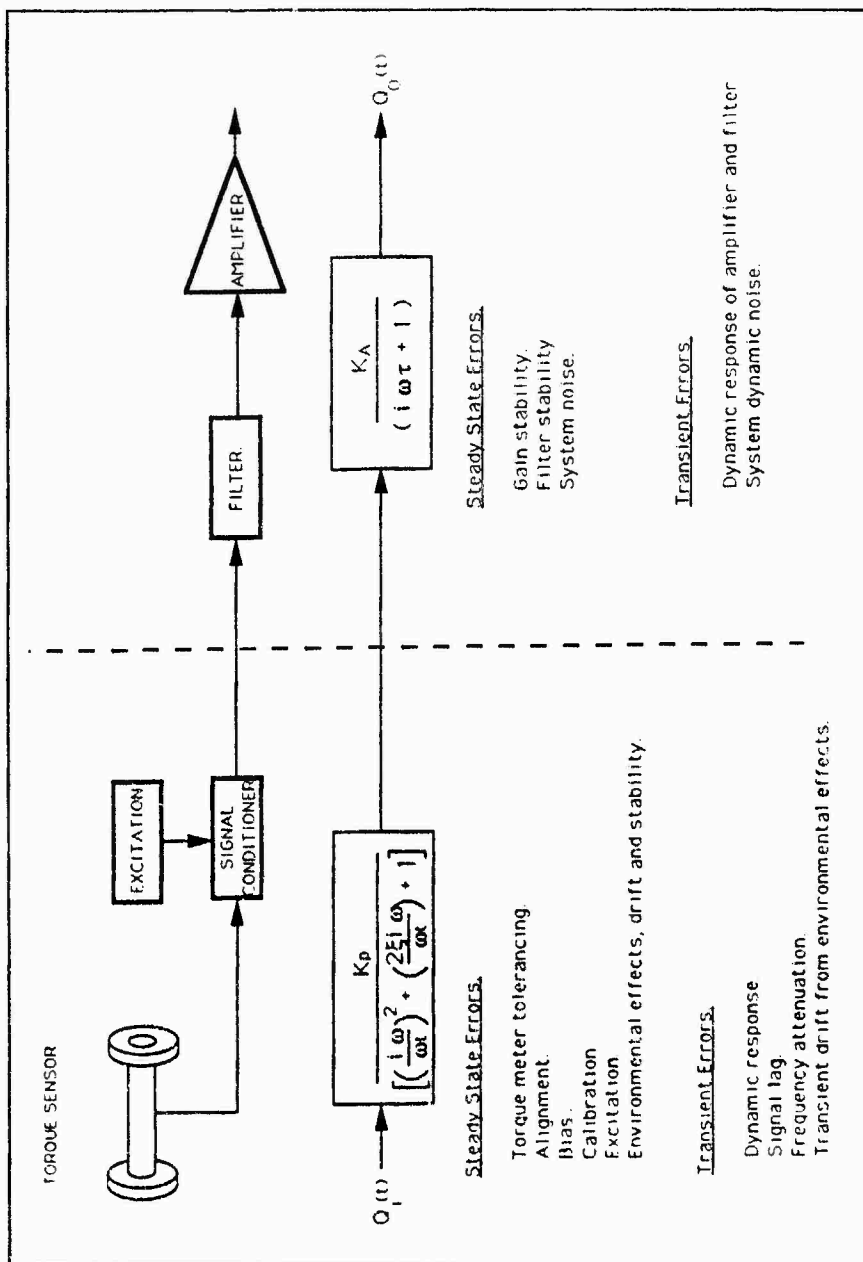 TORQUE SENSOR
EXCITATION
SIGNAL
CONDITIONER
FILTER.
AMPLIFIER
Q_I(t)
K_P
[(iω/ωt)^2 + (2ξiω/ωt) + 1]
K_A
(iωτ + 1)
Q_O(t)
Steady State Errors.
Torque meter tolerancing.
Alignment.
Bias.
Calibration
Excitation
Environmental effects, drift and stability.
Transient Errors.
Dynamic response
Signal lag.
Frequency attenuation.
Transient drift from environmental effects.
Steady State Errors.
Gain stability.
Filter stability
System noise.
Transient Errors.
Dynamic response of amplifier and filter
System dynamic noise.